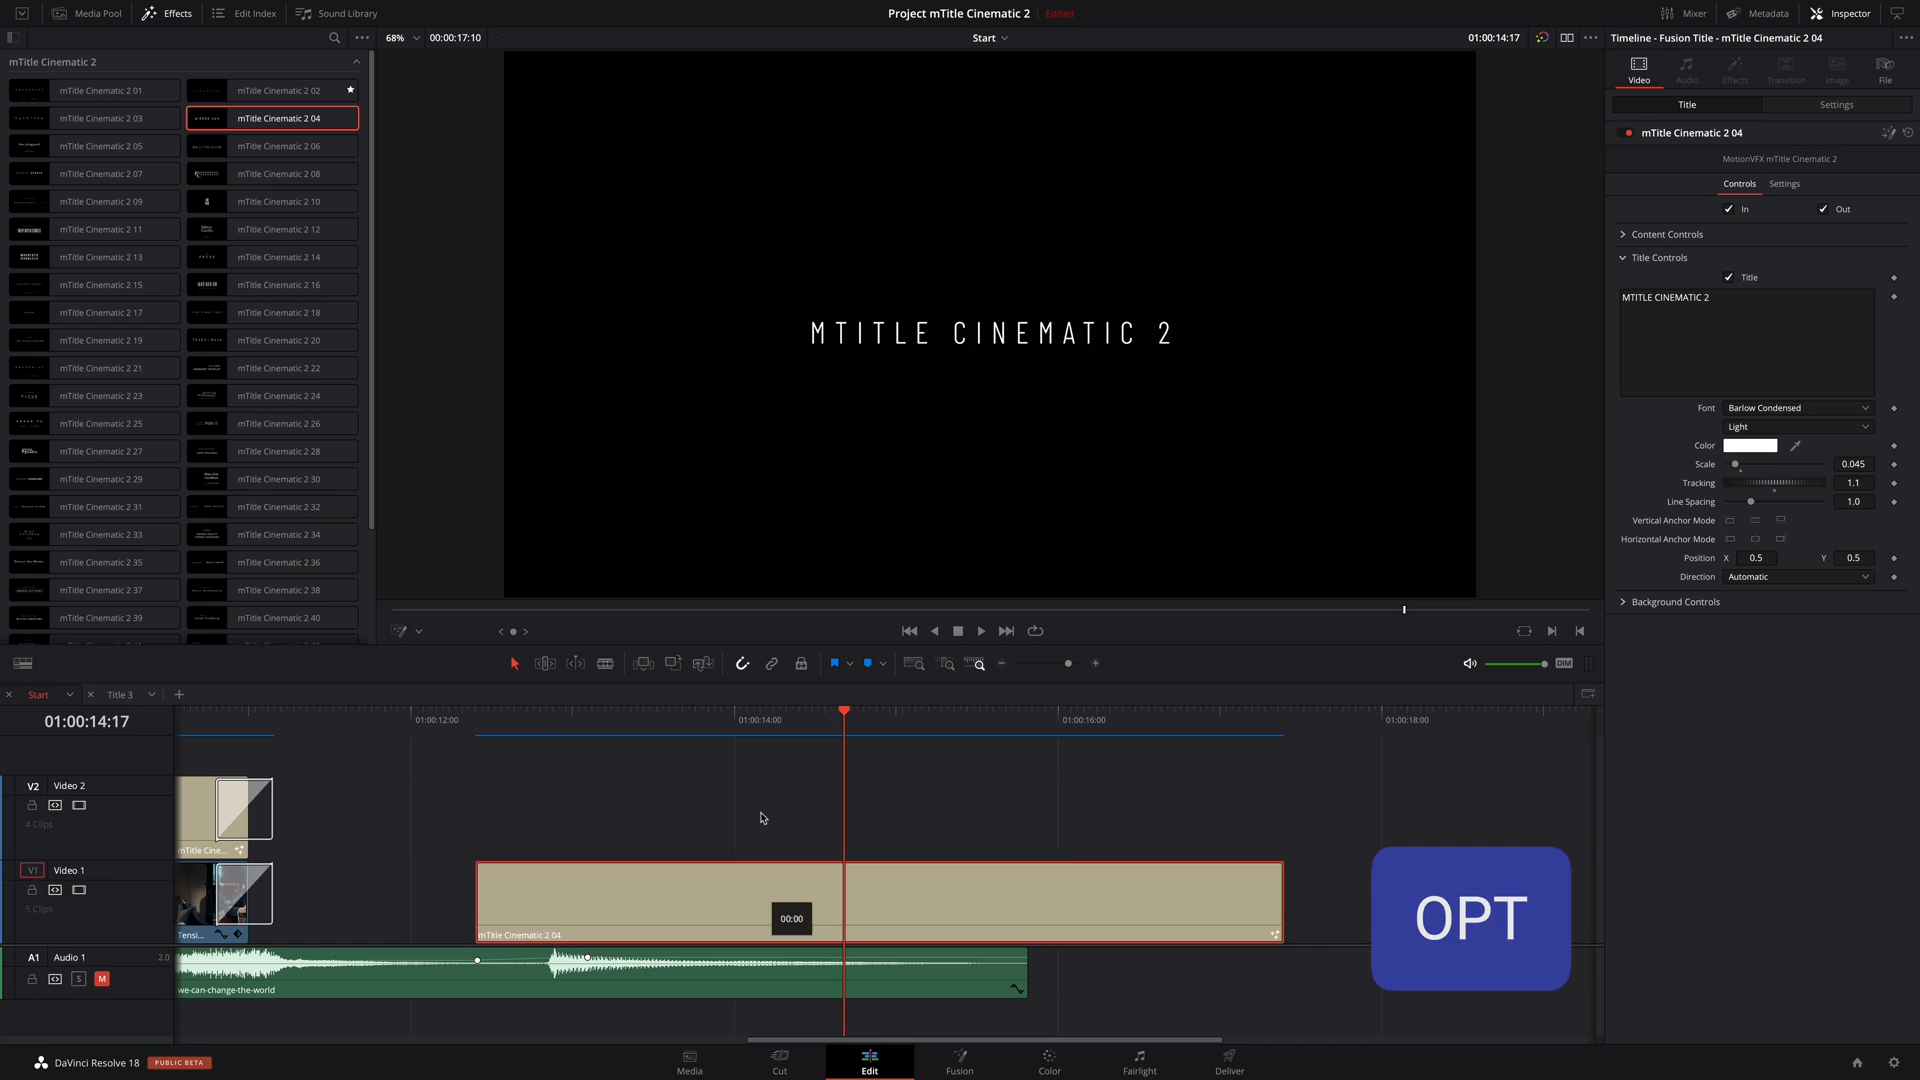 Media Pool
Effects
Edit Index
Sound Library
Project mTitle Cinematic 2
Edited
Mixer
Metadata
Inspector
68%
00:00:17:10
Start
01:00:14:17
Timeline - Fusion Title - mTitle Cinematic 2 04
mTitle Cinematic 2
mTitle Cinematic 2 01
mTitle Cinematic 2 02
mTitle Cinematic 2 03
mTitle Cinematic 2 04
mTitle Cinematic 2 05
mTitle Cinematic 2 06
mTitle Cinematic 2 07
mTitle Cinematic 2 08
mTitle Cinematic 2 09
mTitle Cinematic 2 10
mTitle Cinematic 2 11
mTitle Cinematic 2 12
mTitle Cinematic 2 13
mTitle Cinematic 2 14
mTitle Cinematic 2 15
mTitle Cinematic 2 16
mTitle Cinematic 2 17
mTitle Cinematic 2 18
mTitle Cinematic 2 19
mTitle Cinematic 2 20
mTitle Cinematic 2 21
mTitle Cinematic 2 22
mTitle Cinematic 2 23
mTitle Cinematic 2 24
mTitle Cinematic 2 25
mTitle Cinematic 2 26
mTitle Cinematic 2 27
mTitle Cinematic 2 28
mTitle Cinematic 2 29
mTitle Cinematic 2 30
mTitle Cinematic 2 31
mTitle Cinematic 2 32
mTitle Cinematic 2 33
mTitle Cinematic 2 34
mTitle Cinematic 2 35
mTitle Cinematic 2 36
mTitle Cinematic 2 37
mTitle Cinematic 2 38
mTitle Cinematic 2 39
mTitle Cinematic 2 40
MTITLE CINEMATIC 2
Video
Audio
Effects
Transition
Image
File
Title
Settings
mTitle Cinematic 2 04
MotionVFX mTitle Cinematic 2
Controls
Settings
In
Out
Content Controls
Title Controls
Title
MTITLE CINEMATIC 2
Font
Barlow Condensed
Light
Color
Scale
0.045
Tracking
1.1
Line Spacing
1.0
Vertical Anchor Mode
Horizontal Anchor Mode
Position X 0.5 Y 0.5
Direction
Automatic
Background Controls
DIM
Start
Title 3
01:00:14:17
01:00:12:00
01:00:14:00
01:00:16:00
01:00:18:00
V2 Video 2
4 Clips
mTitle Cine...
V1 Video 1
5 Clips
Tensi...
00:00
mTitle Cinematic 2 04
A1 Audio 1 2.0
S
M
we-can-change-the-world
OPT
DaVinci Resolve 18
PUBLIC BETA
Media
Cut
Edit
Fusion
Color
Fairlight
Deliver